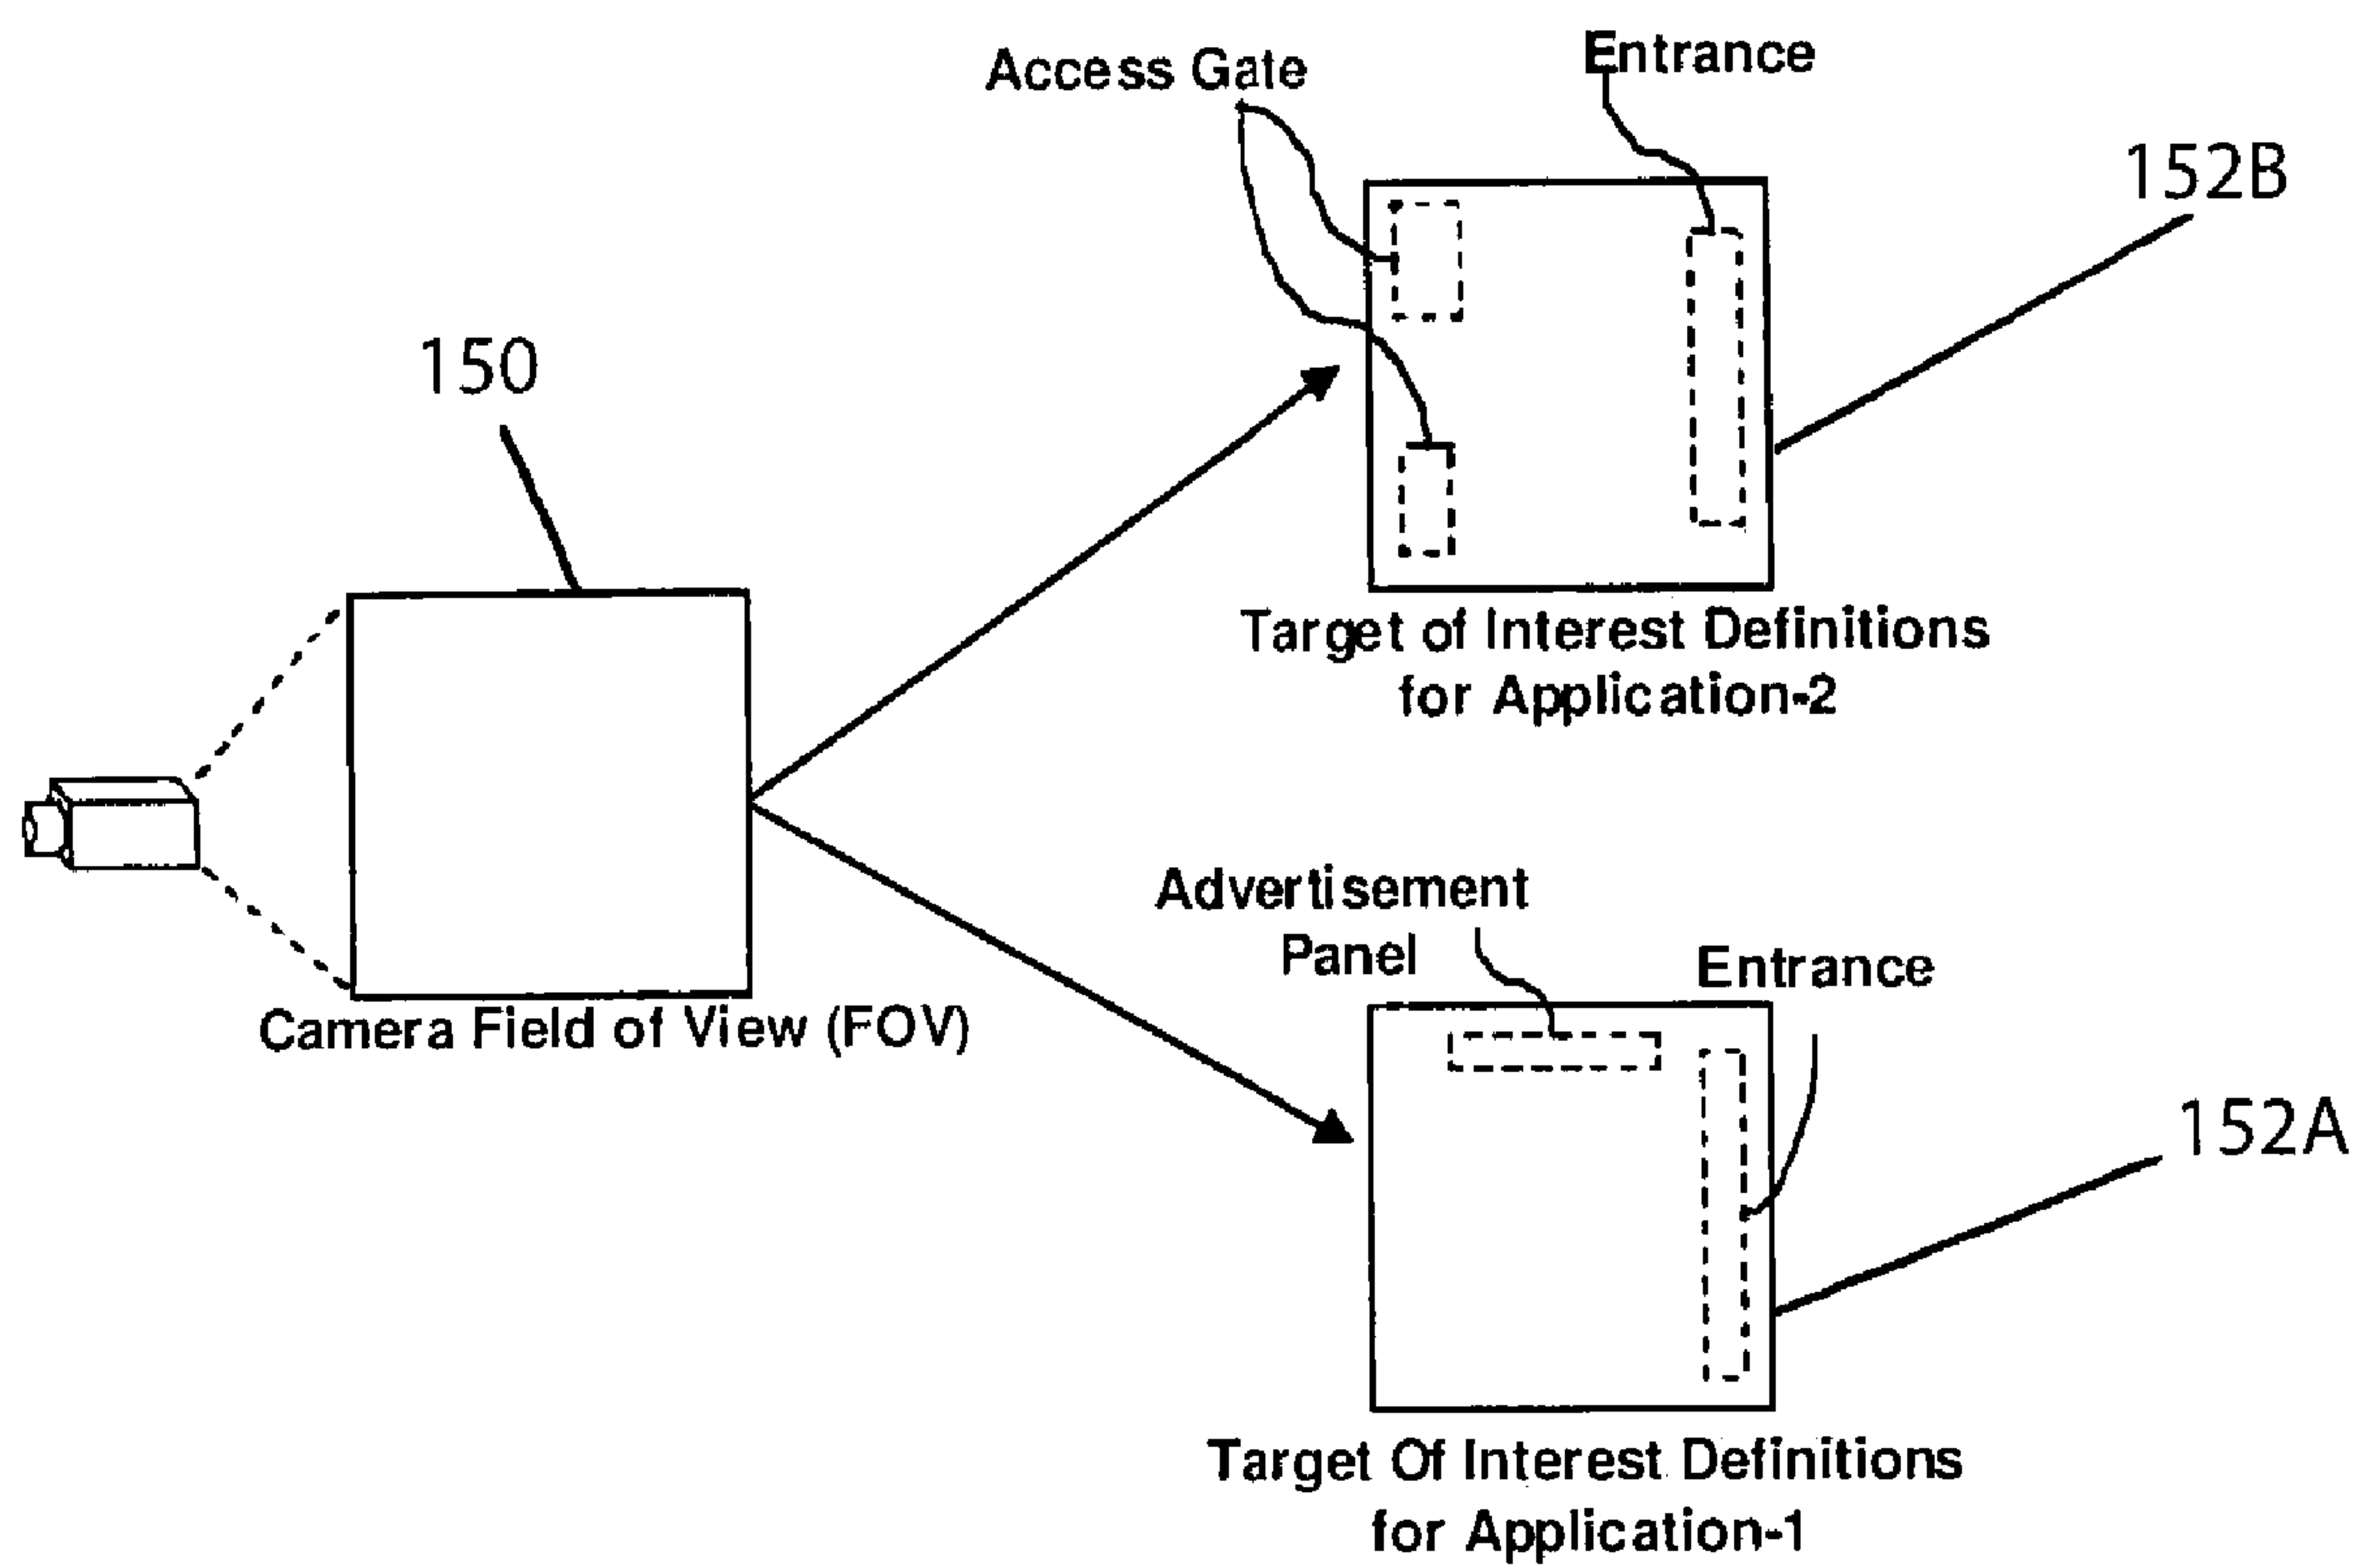 Access Gate
Entrance
152B
150
Target of Interest Definitions
for Application-2
Camera Field of View (FOV)
Advertisement
Panel
Entrance
152A
Target Of Interest Definitions
for Application-1